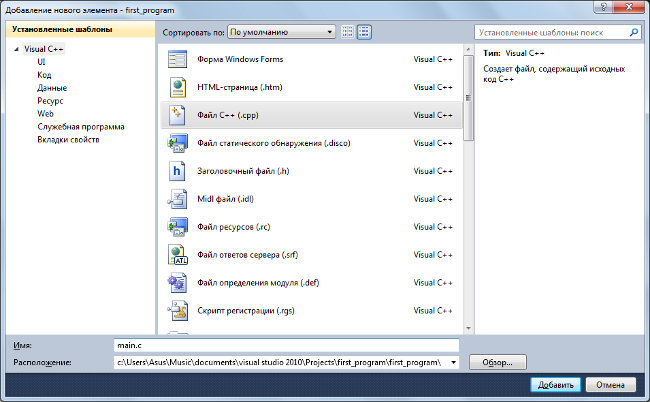 Добавление нового элемента - first_program
Установленные шаблоны
Сортировать по: По умолчанию
Установленные шаблоны: поиск
Visual C++
UI
Код
Данные
Ресурс
Web
Служебная программа
Вкладки свойств
Форма Windows Forms Visual C++
HTML-страница (.htm) Visual C++
Файл C++ (.cpp) Visual C++
Файл статического обнаружения (.disco) Visual C++
Заголовочный файл (.h) Visual C++
Midl файл (.idl) Visual C++
Файл ресурсов (.rc) Visual C++
Файл ответов сервера (.srf) Visual C++
Файл определения модуля (.def) Visual C++
Скрипт регистрации (.rgs) Visual C++
Тип: Visual C++
Создает файл, содержащий исходных
код C++
Имя: main.c
Расположение: c:\Users\Asus\Music\documents\visual studio 2010\Projects\first_program\first_program\
Обзор...
Добавить
Отмена